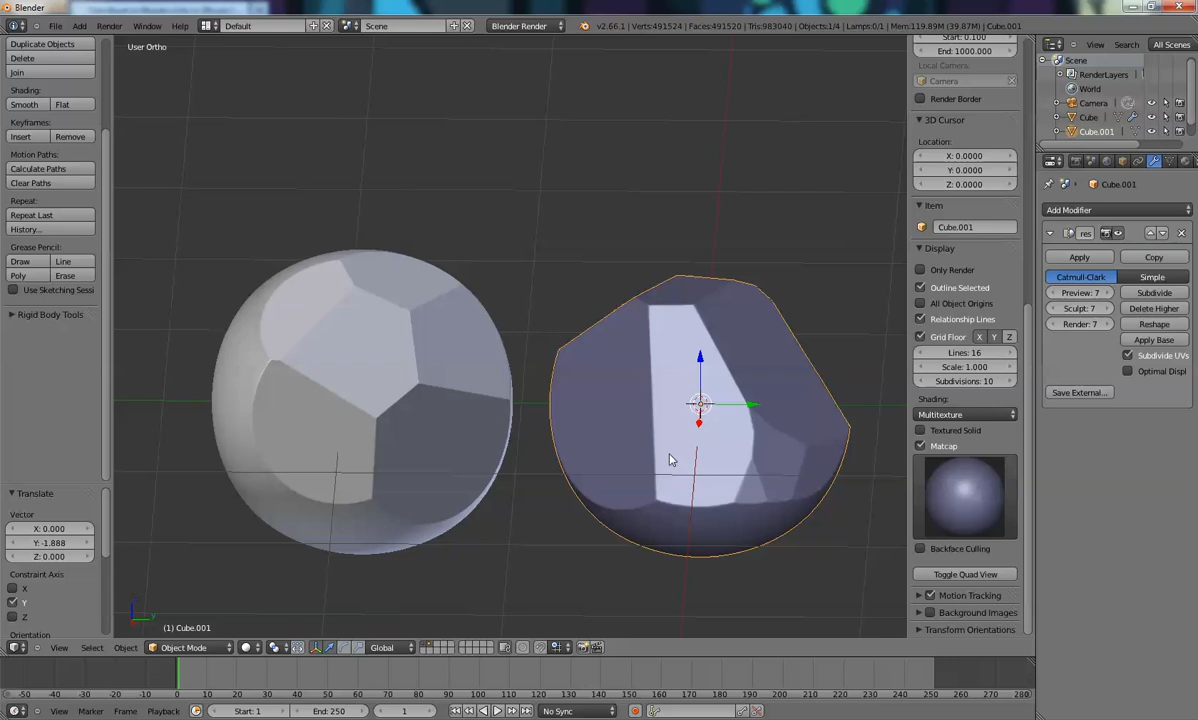 Blender
File Add Render Window Help Default Scene Blender Render v2.66.1 | Verts:491524 | Faces:491520 | Tris:983040 | Objects:1/4 | Lamps:0/1 | Mem:119.89M (39.87M) | Cube.001
Duplicate Objects
Delete
Join
Shading:
Smooth Flat
Keyframes:
Insert Remove
Motion Paths:
Calculate Paths
Clear Paths
Repeat:
Repeat Last
History...
Grease Pencil:
Draw Line
Poly Erase
Use Sketching Sessi
Rigid Body Tools
Translate
Vector
X: 0.000
Y: -1.888
Z: 0.000
Constraint Axis
X
Y
Z
Orientation
User Ortho
z
y
(1) Cube.001
Start: 0.100
End: 1000.000
Local Camera:
Camera
Render Border
3D Cursor
Location:
X: 0.0000
Y: 0.0000
Z: 0.0000
Item
Cube.001
Display
Only Render
Outline Selected
All Object Origins
Relationship Lines
Grid Floor X Y Z
Lines: 16
Scale: 1.000
Subdivisions: 10
Shading:
Multitexture
Textured Solid
Matcap
Backface Culling
Toggle Quad View
Motion Tracking
Background Images
Transform Orientations
View Search All Scenes
Scene
RenderLayers
World
Camera
Cube
Cube.001
Cube.001
Add Modifier
res
Apply Copy
Catmull-Clark Simple
Preview: 7 Subdivide
Sculpt: 7 Delete Higher
Render: 7 Reshape
Apply Base
Subdivide UVs
Optimal Displ
Save External...
View Select Object Object Mode Global
-50 -40 -30 -20 -10 0 10 20 30 40 50 60 70 80 90 100 110 120 130 140 150 160 170 180 190 200 210 220 230 240 250 260 270 280
View Marker Frame Playback Start: 1 End: 250 1 No Sync